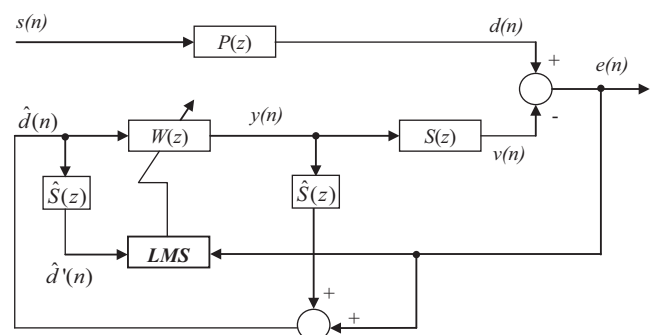 s(n)
P(z)
d(n)
+
e(n)
-
d̂(n)
W(z)
y(n)
S(z)
v(n)
Ŝ(z)
Ŝ(z)
LMS
d̂'(n)
+
+